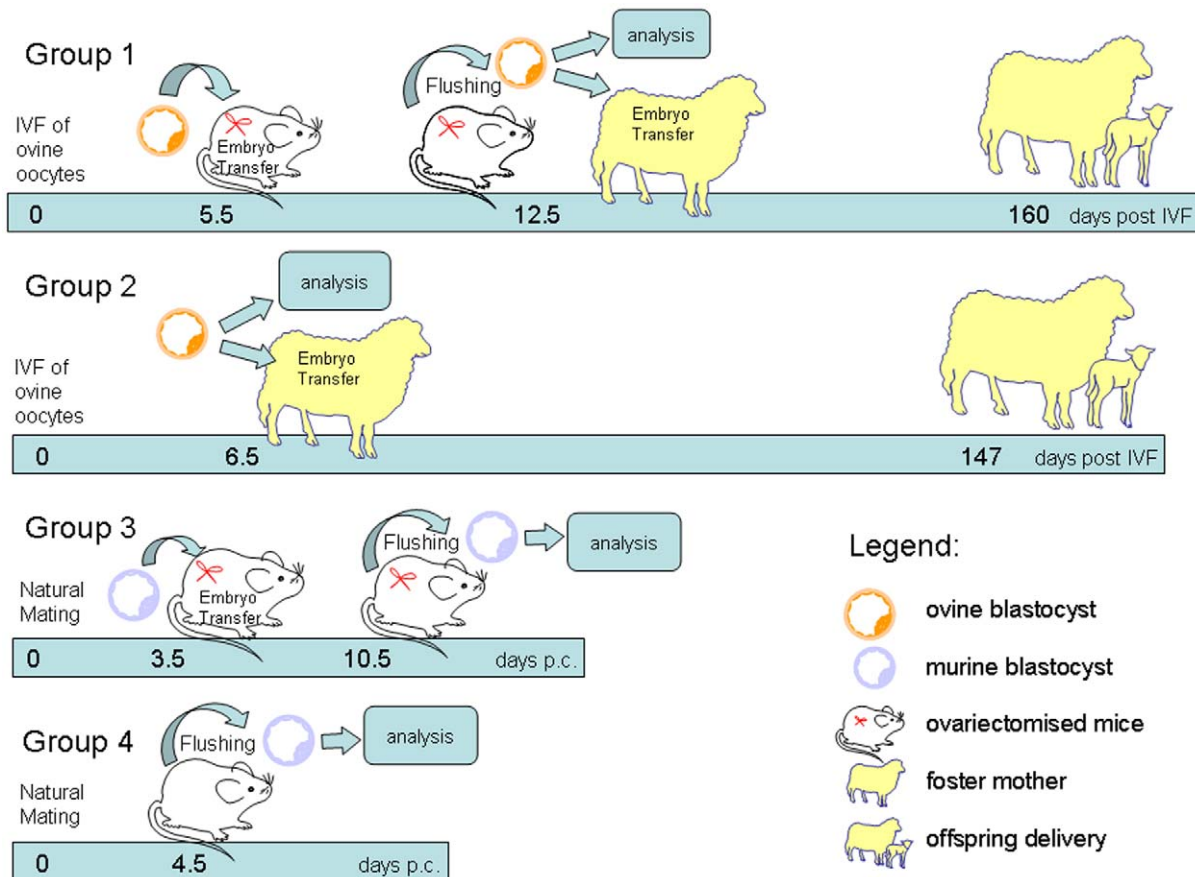 Group 1
IVF of
ovine
oocytes
Embryo
Transfer
Flushing
analysis
Embryo
Transfer
0 5.5 12.5 160 days post IVF
Group 2
IVF of
ovine
oocytes
analysis
Embryo
Transfer
0 6.5 147 days post IVF
Group 3
Natural
Mating
Embryo
Transfer
Flushing
analysis
0 3.5 10.5 days p.c.
Group 4
Natural
Mating
Flushing
analysis
0 4.5 days p.c.
Legend:
ovine blastocyst
murine blastocyst
ovariectomised mice
foster mother
offspring delivery